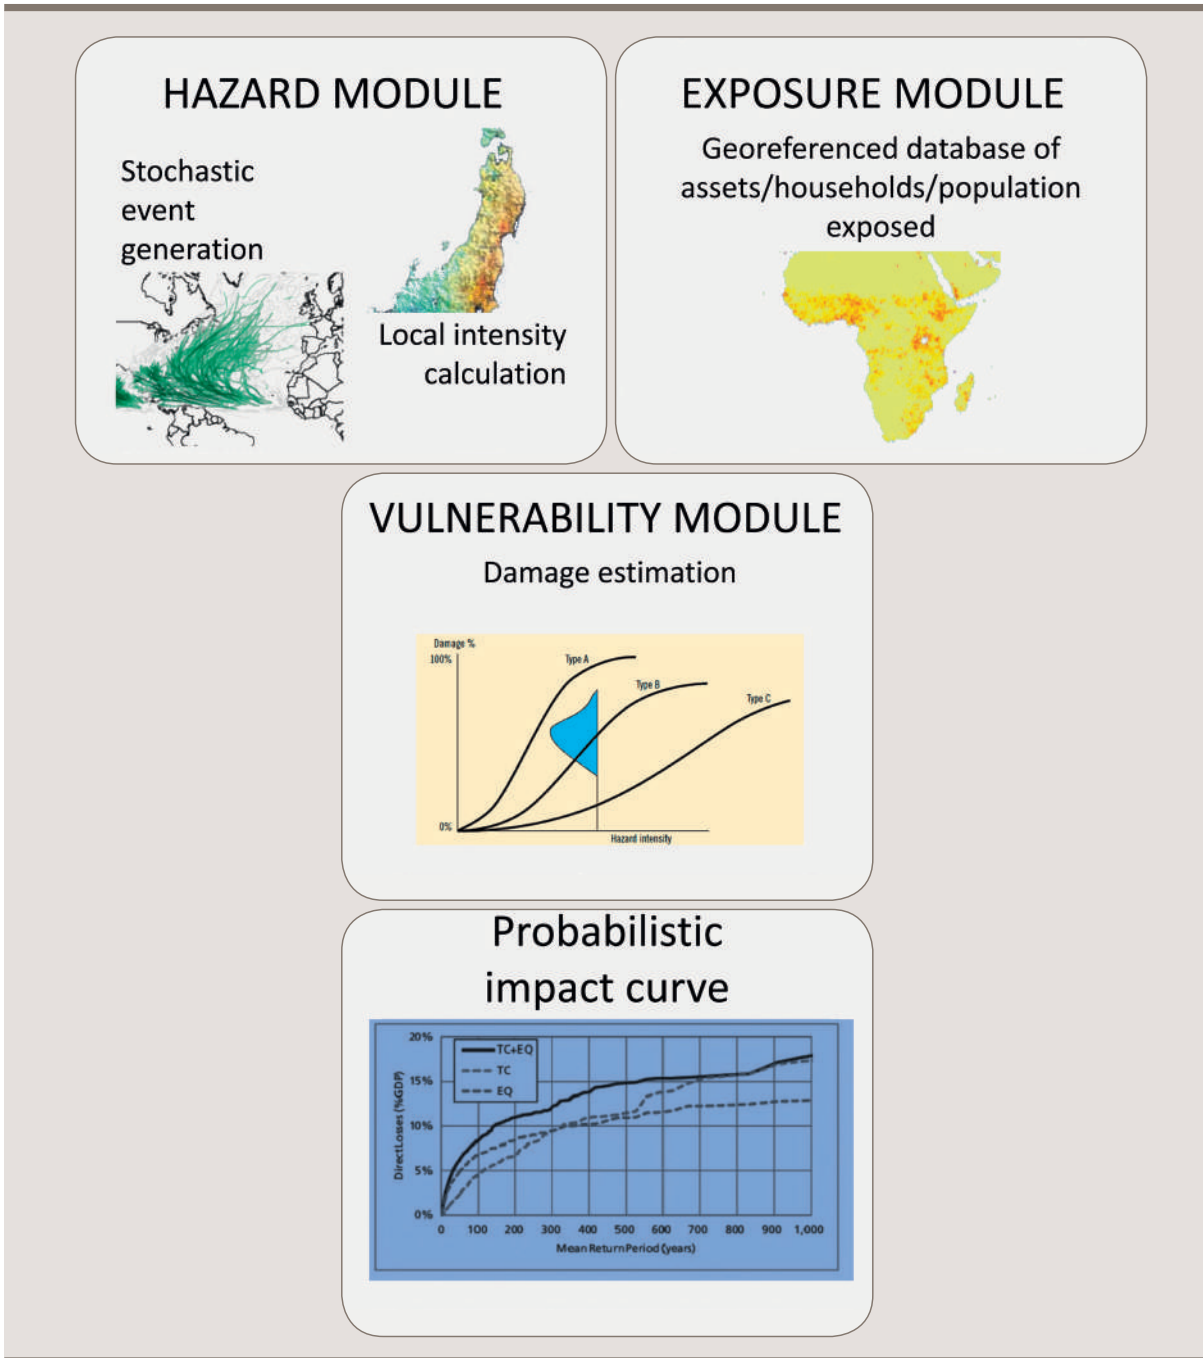 HAZARD MODULE
Stochastic
event
generation
Local intensity
calculation
EXPOSURE MODULE
Georeferenced database of
assets/households/population
exposed
VULNERABILITY MODULE
Damage estimation
Damage %
100%
Type A
Type B
Type C
0%
Hazard intensity
Probabilistic
impact curve
20%
15%
10%
5%
0%
Direct Losses (%GDP)
TC+EQ
TC
EQ
0 100 200 300 400 500 600 700 800 900 1,000
Mean Return Period (years)